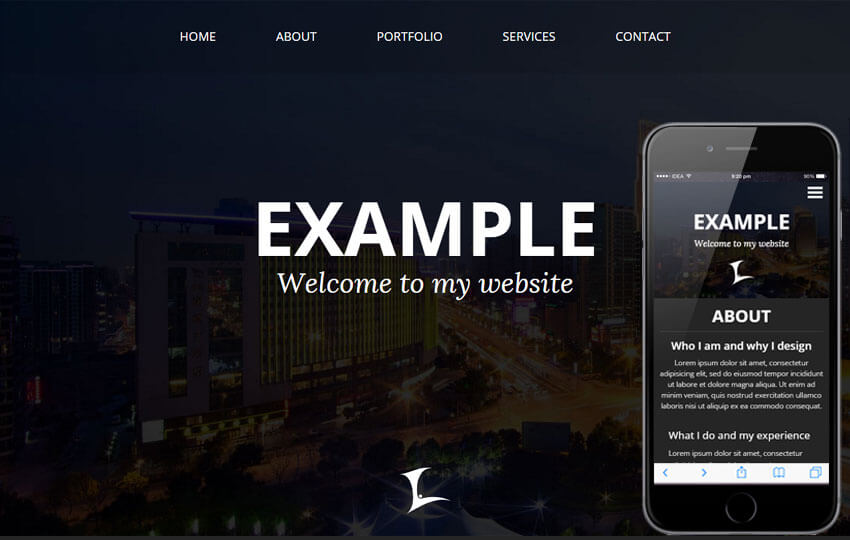 HOME ABOUT PORTFOLIO SERVICES CONTACT
EXAMPLE
Welcome to my website
IDEA 9:20 pm 90%
EXAMPLE
Welcome to my website
ABOUT
Who I am and why I design
Lorem ipsum dolor sit amet, consectetur
adipisicing elit, sed do eiusmod tempor incididunt
ut labore et dolore magna aliqua. Ut enim ad
minim veniam, quis nostrud exercitation ullamco
laboris nisi ut aliquip ex ea commodo consequat.
What I do and my experience
Lorem ipsum dolor sit amet, consectetur